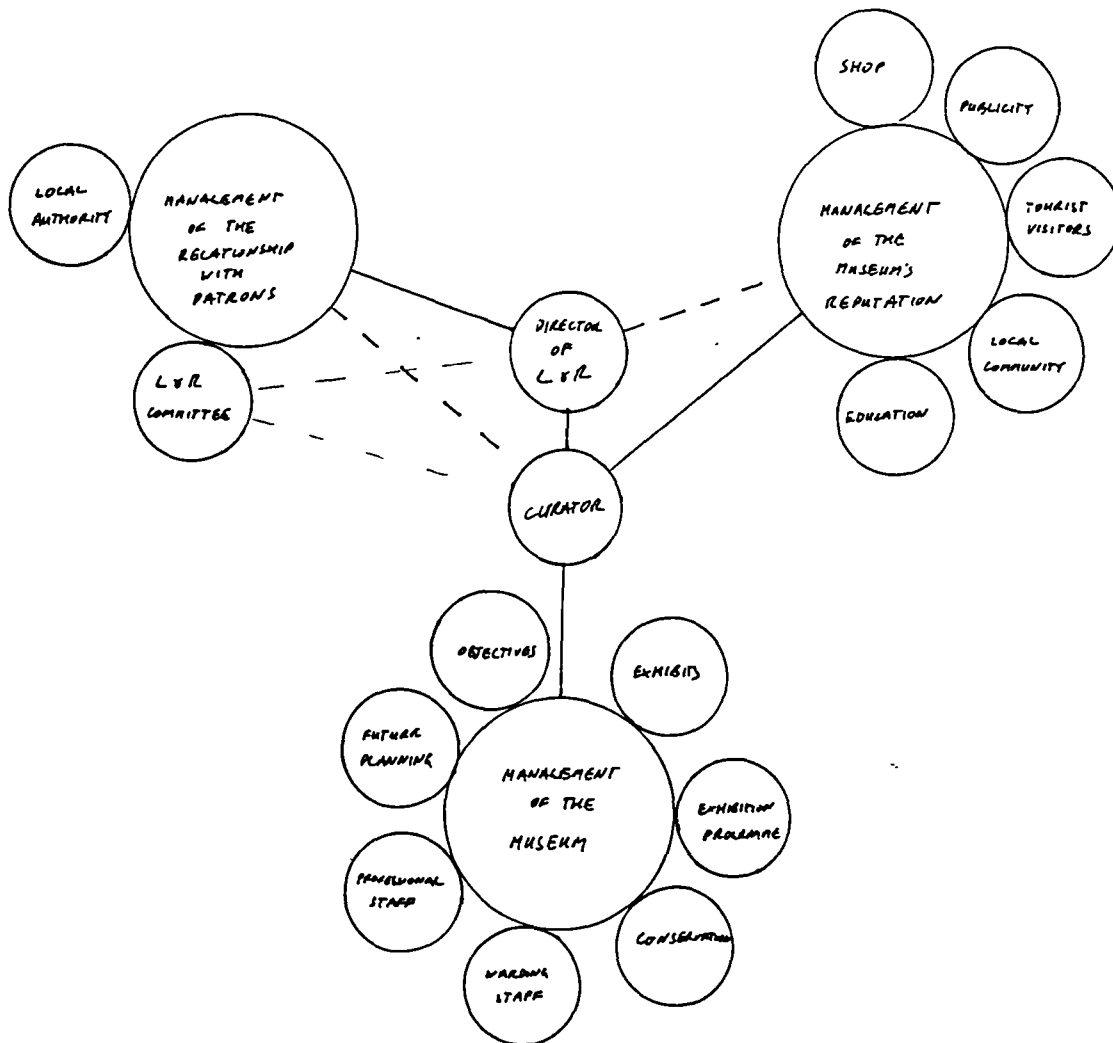 SHOP
PUBLICITY
TOURIST
VISITORS
LOCAL
COMMUNITY
EDUCATION
MANAGEMENT
OF THE
MUSEUM'S
REPUTATION
LOCAL
AUTHORITY
MANAGEMENT
OF THE
RELATIONSHIP
WITH
PATRONS
L&R
COMMITTEE
DIRECTOR
OF
L&R
CURATOR
OBJECTIVES
EXHIBITS
FUTURE
PLANNING
MANAGEMENT
OF THE
MUSEUM
EXHIBITION
PROGRAMME
PROFESSIONAL
STAFF
CONSERVATION
WARDING
STAFF